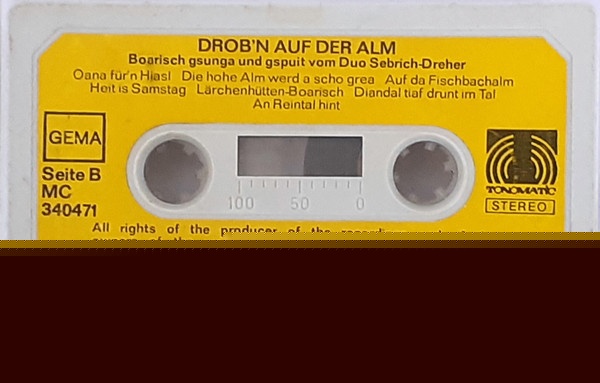 DROB'N AUF DER ALM
Boarisch gsunga und gspuit vom Duo Sebrich-Dreher
Oana für'n Hiasl Die hohe Alm werd a scho grea Auf da Fischbachalm
Heit is Samstag Lärchenhütten-Boarisch Diandal tiaf drunt im Tal
An Reintal hint
GEMA
Seite B
MC
340471
100 50 0
TONOMATIC
STEREO
All rights of the producer of the